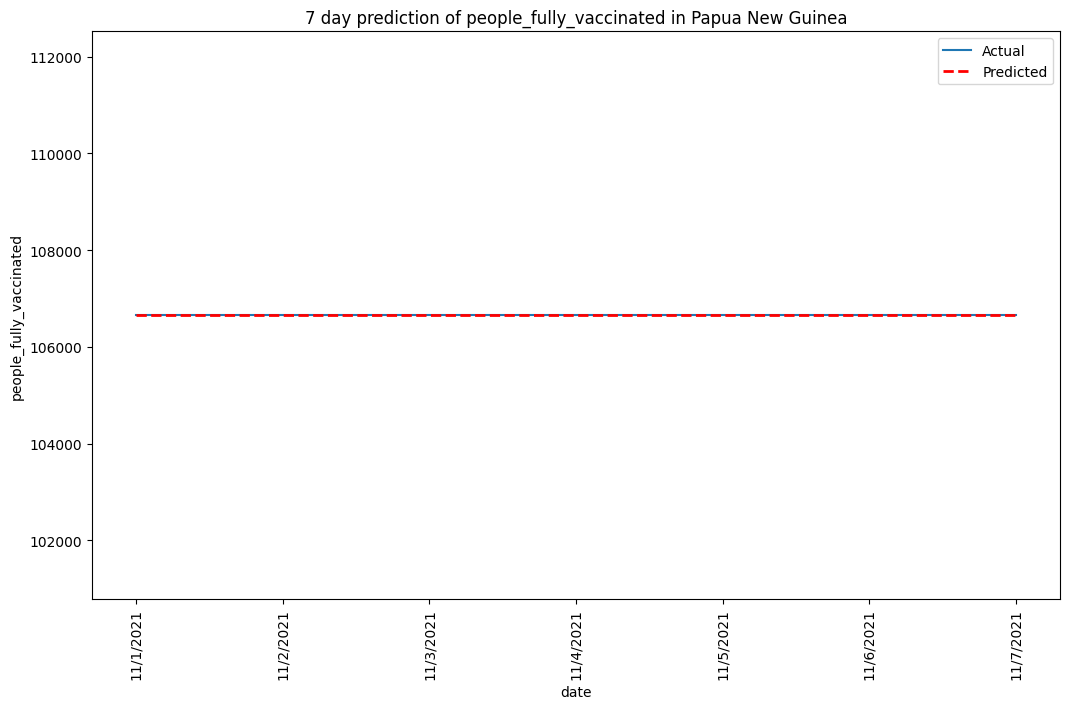 7 day prediction of people_fully_vaccinated in Papua New Guinea
Actual
Predicted
112000
110000
108000
106000
104000
102000
people_fully_vaccinated
11/1/2021
11/2/2021
11/3/2021
11/4/2021
11/5/2021
11/6/2021
11/7/2021
date